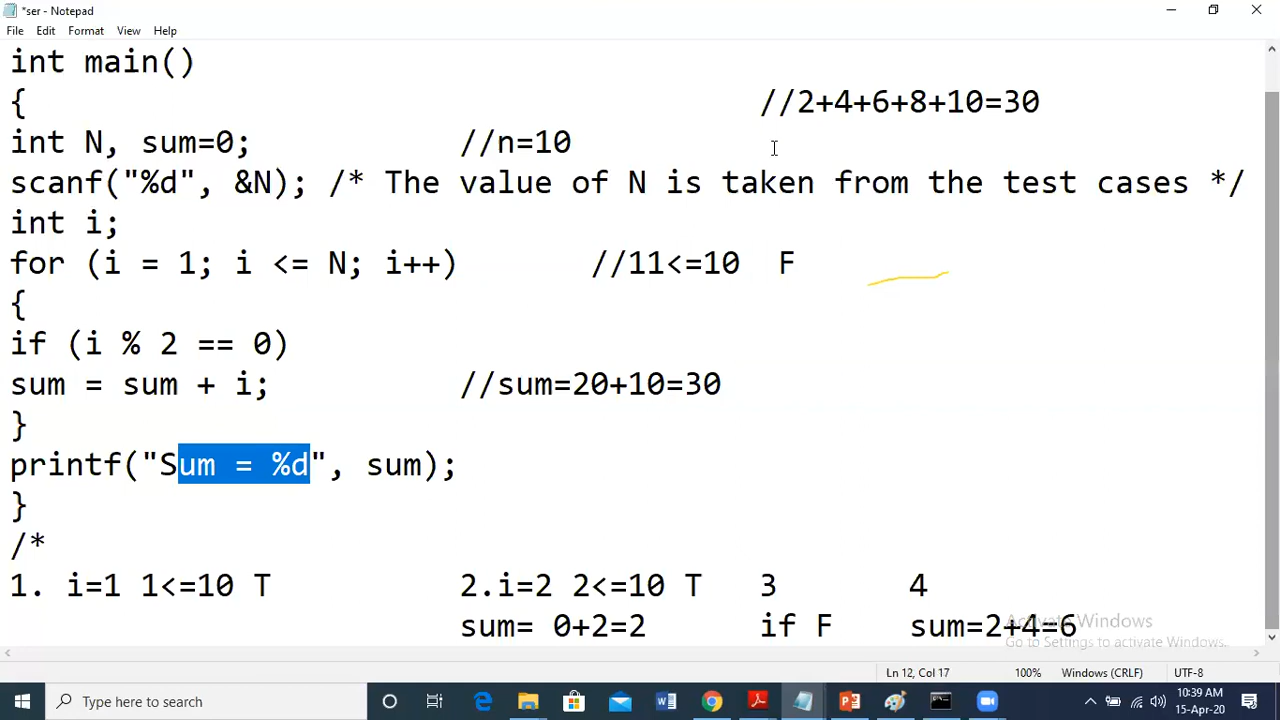 *ser - Notepad
File Edit Format View Help
int main()
{ //2+4+6+8+10=30
int N, sum=0; //n=10
scanf("%d", &N); /* The value of N is taken from the test cases */
int i;
for (i = 1; i <= N; i++) //11<=10 F
{
if (i % 2 == 0)
sum = sum + i; //sum=20+10=30
}
printf("Sum = %d", sum);
}
/*
1. i=1 1<=10 T 2.i=2 2<=10 T 3 4
sum= 0+2=2 if F sum=2+4=6
Activate Windows
Go to Settings to activate Windows.
Ln 12, Col 17 100% Windows (CRLF) UTF-8
Type here to search
10:39 AM
15-Apr-20